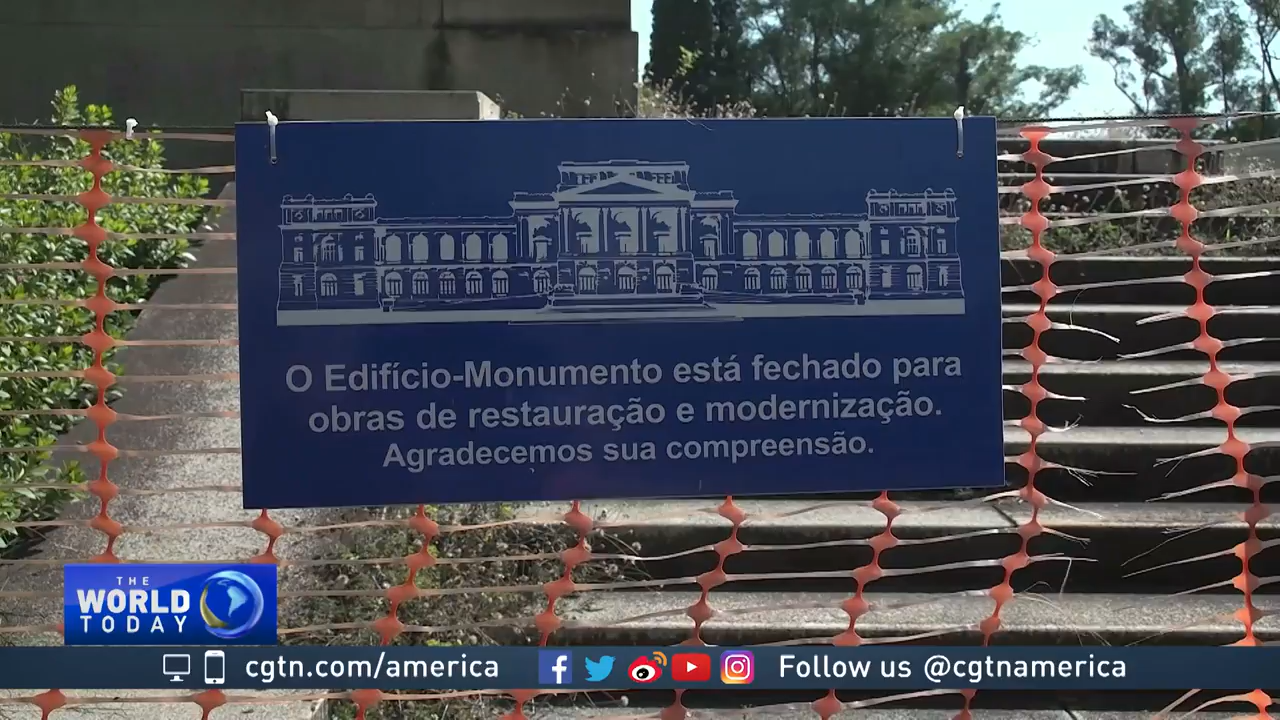 O Edifício-Monumento está fechado para
obras de restauração e modernização.
Agradecemos sua compreensão.
THE
WORLD
TODAY
cgtn.com/america
Follow us @cgtnamerica